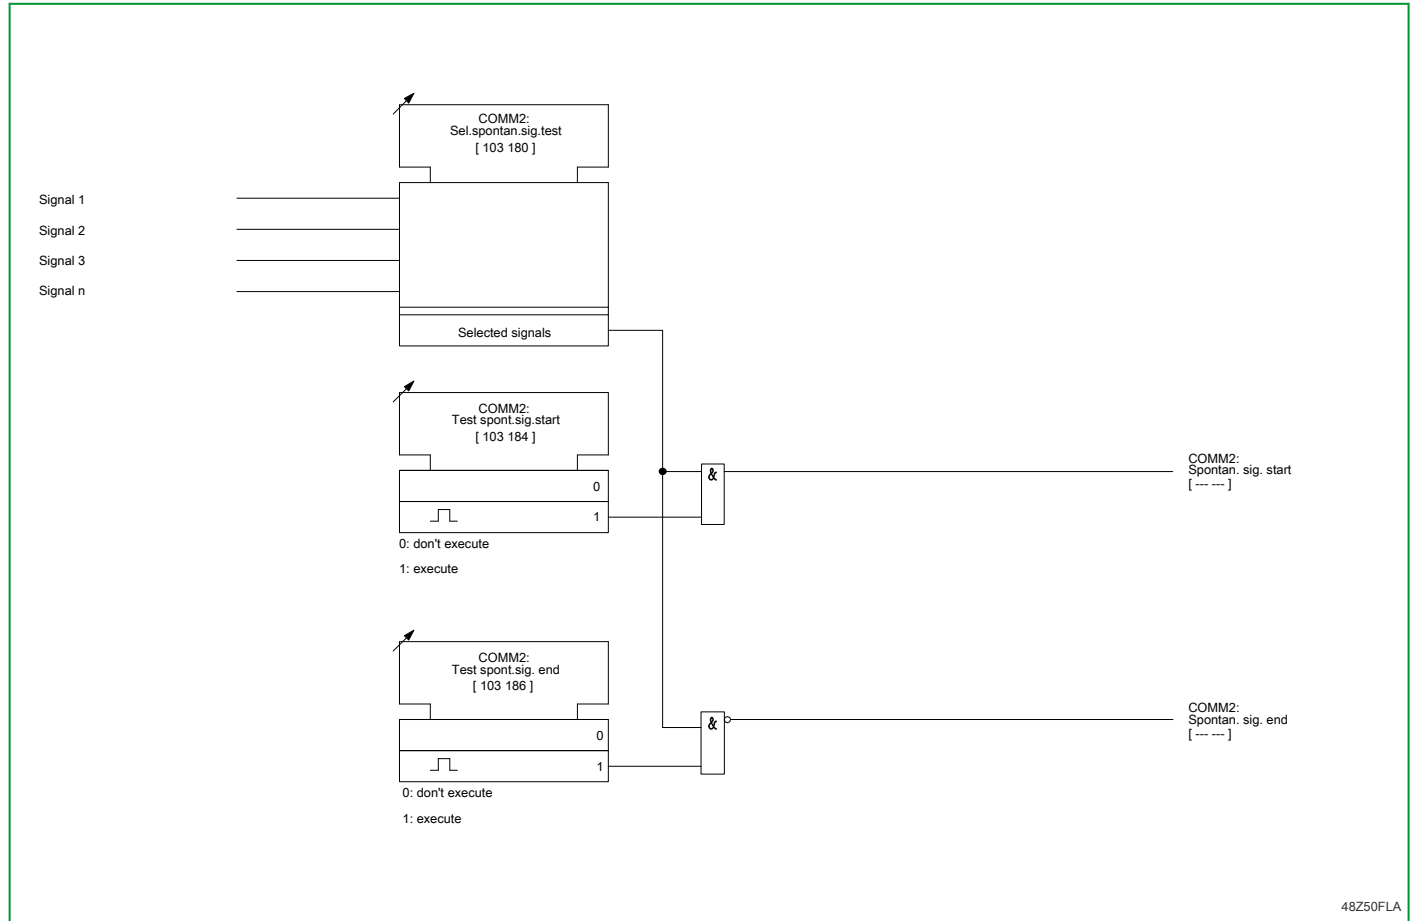 COMM2:
Sel.spontan.sig.test
[ 103 180 ]
Signal 1
Signal 2
Signal 3
Signal n
Selected signals
COMM2:
Test spont.sig.start
[ 103 184 ]
0
1
0: don't execute
1: execute
&
COMM2:
Spontan. sig. start
[ --- --- ]
COMM2:
Test spont.sig. end
[ 103 186 ]
0
1
0: don't execute
1: execute
&
COMM2:
Spontan. sig. end
[ --- --- ]
48Z50FLA